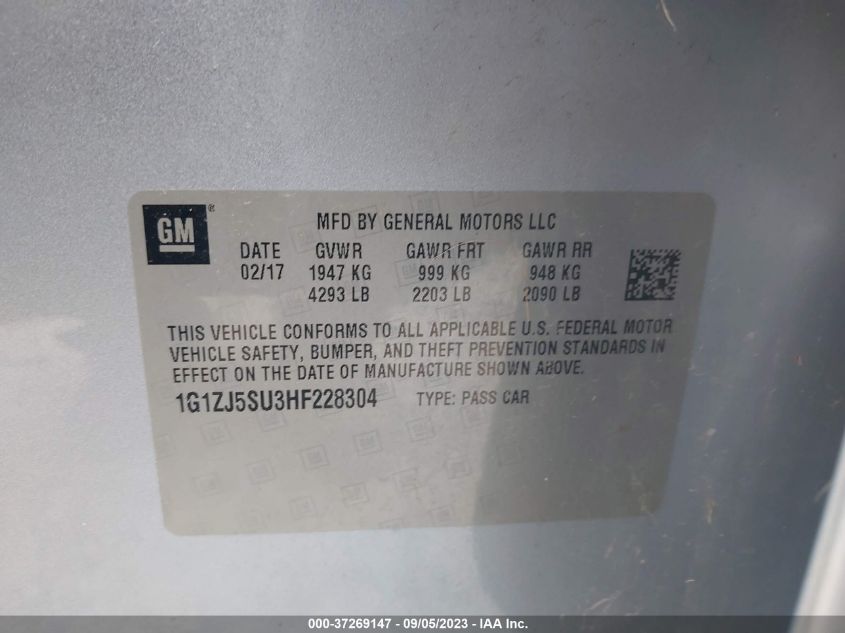 GM ®
MFD BY GENERAL MOTORS LLC
DATE GVWR GAWR FRT GAWR RR
02/17 1947 KG 999 KG 948 KG
4293 LB 2203 LB 2090 LB
THIS VEHICLE CONFORMS TO ALL APPLICABLE U.S. FEDERAL MOTOR
VEHICLE SAFETY, BUMPER, AND THEFT PREVENTION STANDARDS IN
EFFECT ON THE DATE OF MANUFACTURE SHOWN ABOVE.
1G1ZJ5SU3HF228304 TYPE: PASS CAR
000-37269147 - 09/05/2023 - IAA Inc.